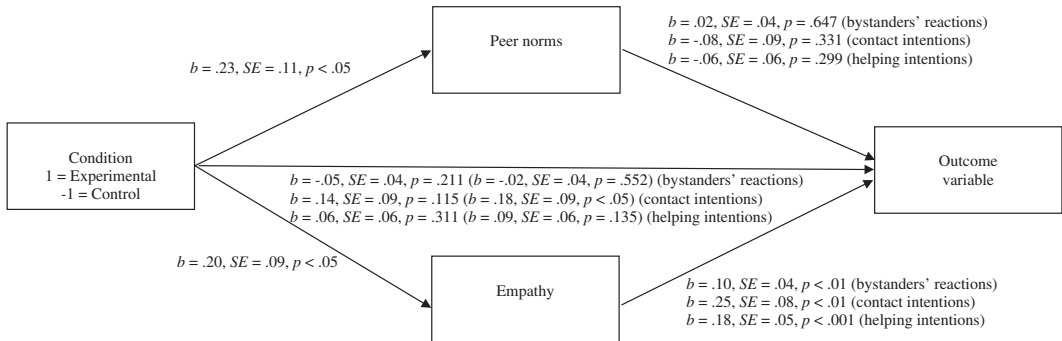 b = .02, SE = .04, p = .647 (bystanders' reactions)
b = -.08, SE = .09, p = .331 (contact intentions)
b = -.06, SE = .06, p = .299 (helping intentions)
Peer norms
b = .23, SE = .11, p < .05
Condition
1 = Experimental
-1 = Control
Outcome
variable
b = -.05, SE = .04, p = .211 (b = -.02, SE = .04, p = .552) (bystanders' reactions)
b = .14, SE = .09, p = .115 (b = .18, SE = .09, p < .05) (contact intentions)
b = .06, SE = .06, p = .311 (b = .09, SE = .06, p = .135) (helping intentions)
b = .20, SE = .09, p < .05
Empathy
b = .10, SE = .04, p < .01 (bystanders' reactions)
b = .25, SE = .08, p < .01 (contact intentions)
b = .18, SE = .05, p < .001 (helping intentions)